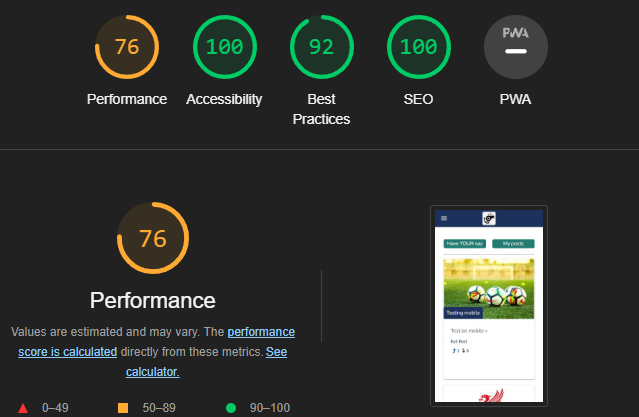 76
100
92
100
PWA
Performance
Accessibility
Best
Practices
SEO
PWA
76
Performance
Values are estimated and may vary. The performance
score is calculated directly from these metrics. See
calculator.
0–49
50–89
90–100
Have YOUR say
My posts
Testing mobile
Test on mobile »
Full Post